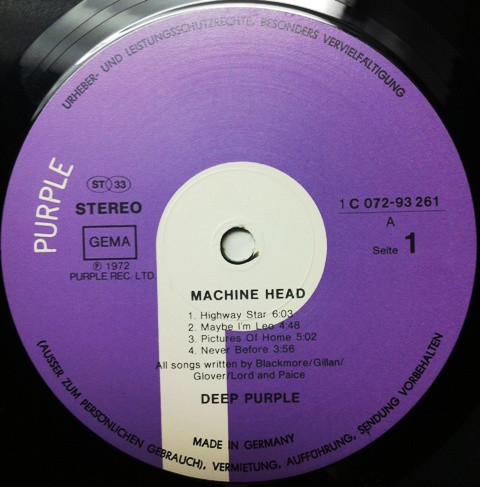 URHEBER- UND LEISTUNGSSCHUTZRECHTE, BESONDERS VERVIELFÄLTIGUNG
PURPLE
ST 33
STEREO
GEMA
℗ 1972
PURPLE REC. LTD.
1 C 072-93 261
A
Seite 1
MACHINE HEAD
1. Highway Star 6:03
2. Maybe I'm Leo 4:48
3. Pictures Of Home 5:02
4. Never Before 3:56
All songs written by Blackmore/Gillan/
Glover/Lord and Paice
DEEP PURPLE
MADE IN GERMANY
(AUSSER ZUM PERSÖNLICHEN GEBRAUCH), VERMIETUNG, AUFFÜHRUNG, SENDUNG VORBEHALTEN